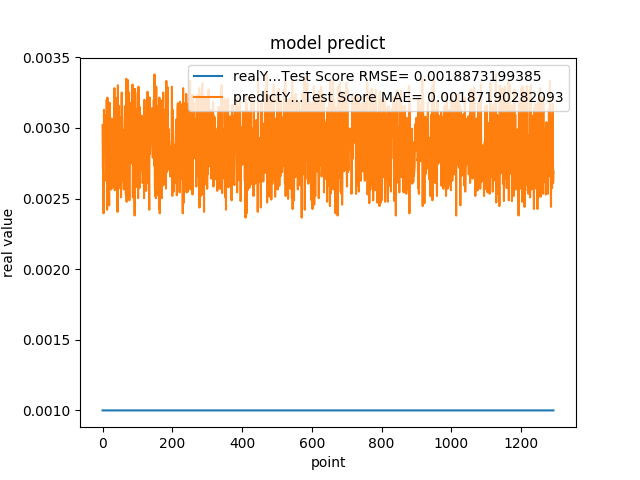 model predict
realY...Test Score RMSE= 0.0018873199385
predictY...Test Score MAE= 0.00187190282093
0.0035
0.0030
0.0025
0.0020
0.0015
0.0010
real value
0 200 400 600 800 1000 1200
point